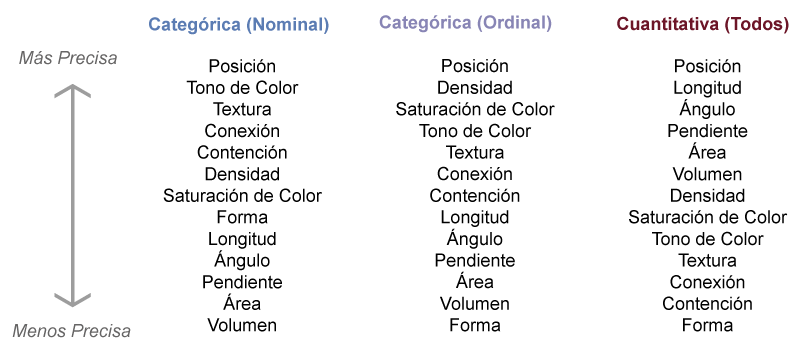 Categórica (Nominal) Categórica (Ordinal) Cuantitativa (Todos)
Más Precisa
Posición Posición Posición
Tono de Color Densidad Longitud
Textura Saturación de Color Ángulo
Conexión Tono de Color Pendiente
Contención Textura Área
Densidad Conexión Volumen
Saturación de Color Contención Densidad
Forma Longitud Saturación de Color
Longitud Ángulo Tono de Color
Ángulo Pendiente Textura
Pendiente Área Conexión
Área Volumen Contención
Volumen Forma Forma
Menos Precisa